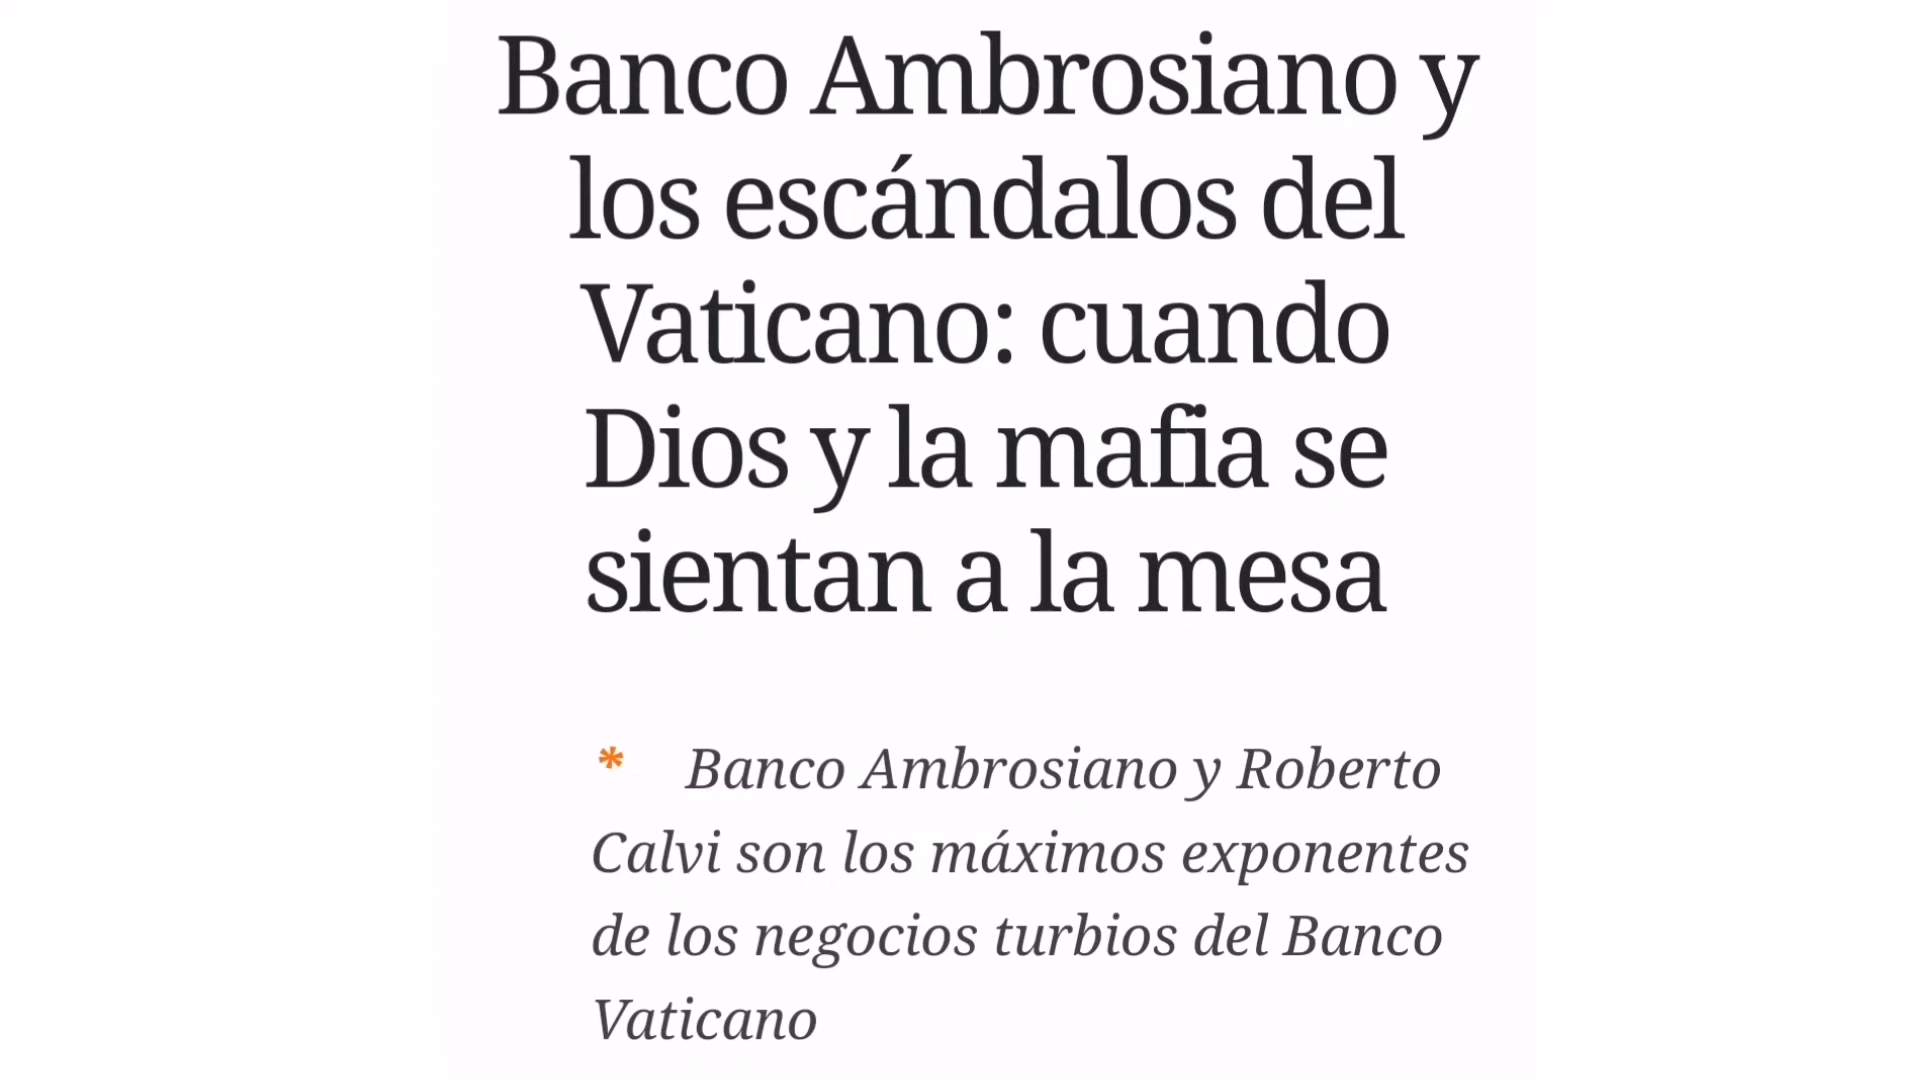 Banco Ambrosiano y
los escándalos del
Vaticano: cuando
Dios y la mafia se
sientan a la mesa
* Banco Ambrosiano y Roberto
Calvi son los máximos exponentes
de los negocios turbios del Banco
Vaticano